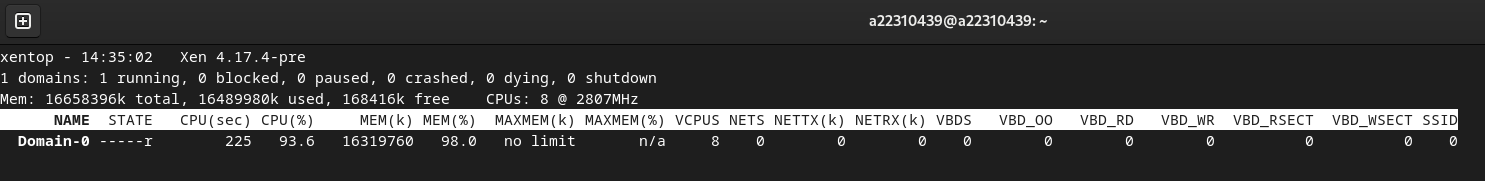 a22310439@a22310439: ~
xentop - 14:35:02   Xen 4.17.4-pre
1 domains: 1 running, 0 blocked, 0 paused, 0 crashed, 0 dying, 0 shutdown
Mem: 16658396k total, 16489980k used, 168416k free    CPUs: 8 @ 2807MHz
      NAME  STATE   CPU(sec) CPU(%)     MEM(k) MEM(%)  MAXMEM(k) MAXMEM(%) VCPUS NETS NETTX(k) NETRX(k) VBDS   VBD_OO   VBD_RD   VBD_WR  VBD_RSECT  VBD_WSECT SSID
  Domain-0 -----r        225   93.6   16319760   98.0   no limit       n/a     8    0        0        0    0        0        0        0          0          0    0